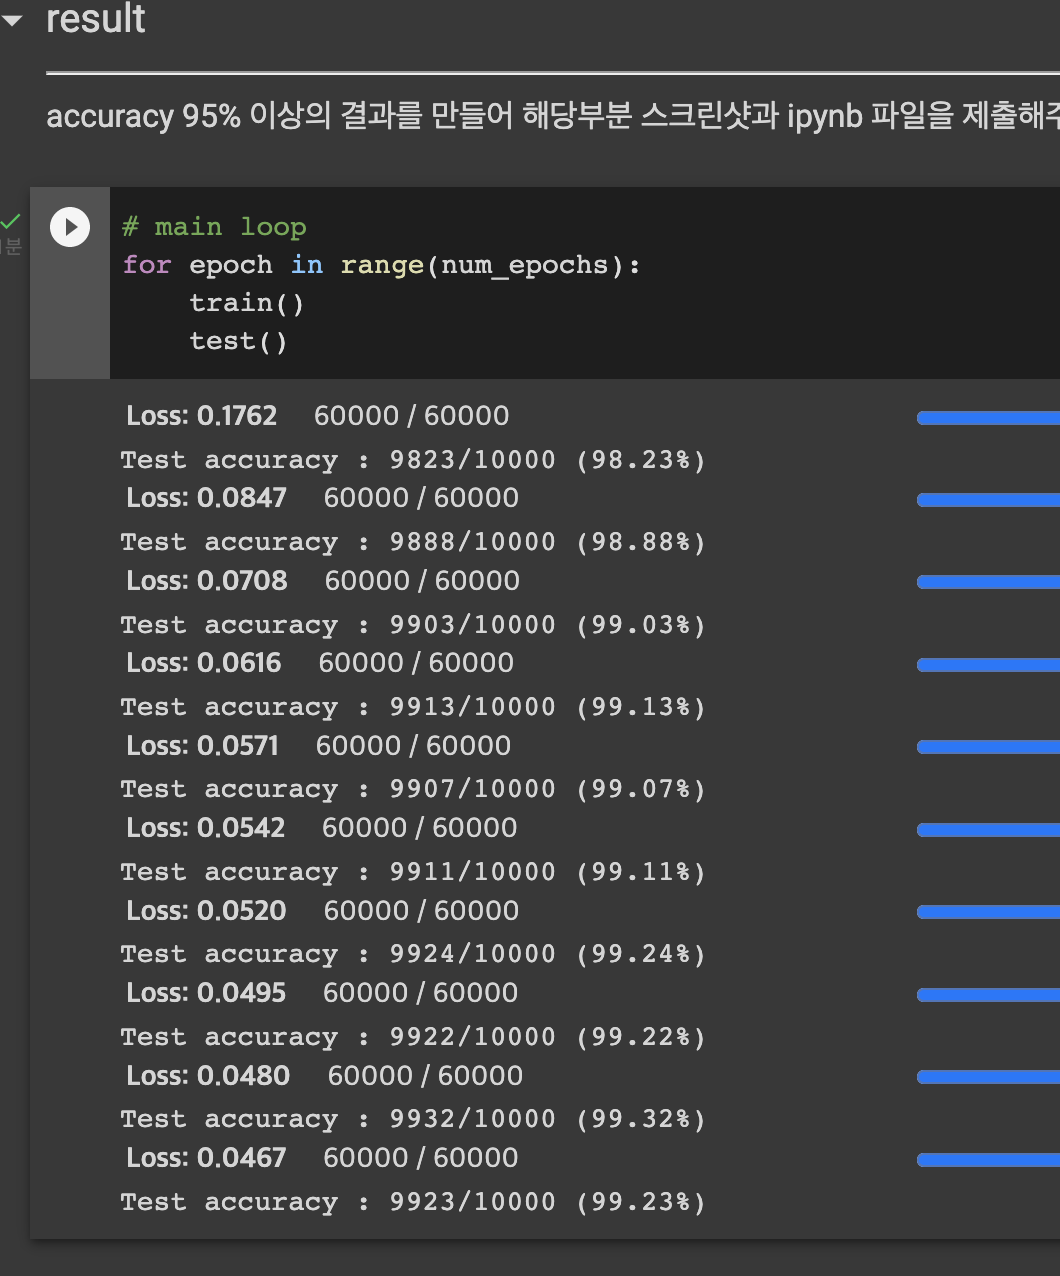 result
accuracy 95% 이상의 결과를 만들어 해당부분 스크린샷과 ipynb 파일을 제출해주
분
# main loop
for epoch in range(num_epochs):
train()
test()
Loss: 0.1762 60000 / 60000
Test accuracy : 9823/10000 (98.23%)
Loss: 0.0847 60000 / 60000
Test accuracy : 9888/10000 (98.88%)
Loss: 0.0708 60000 / 60000
Test accuracy : 9903/10000 (99.03%)
Loss: 0.0616 60000 / 60000
Test accuracy : 9913/10000 (99.13%)
Loss: 0.0571 60000 / 60000
Test accuracy : 9907/10000 (99.07%)
Loss: 0.0542 60000 / 60000
Test accuracy : 9911/10000 (99.11%)
Loss: 0.0520 60000 / 60000
Test accuracy : 9924/10000 (99.24%)
Loss: 0.0495 60000 / 60000
Test accuracy : 9922/10000 (99.22%)
Loss: 0.0480 60000 / 60000
Test accuracy : 9932/10000 (99.32%)
Loss: 0.0467 60000 / 60000
Test accuracy : 9923/10000 (99.23%)